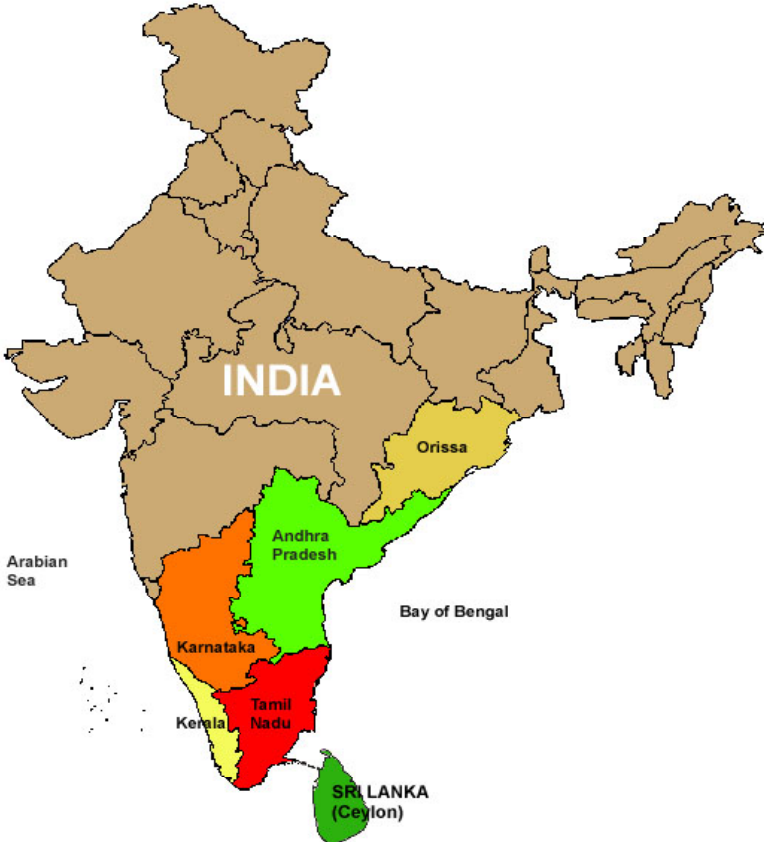 INDIA
Orissa
Andhra
Pradesh
Arabian
Sea
Bay of Bengal
Karnataka
Tamil
Nadu
Kerala
SRI LANKA
(Ceylon)